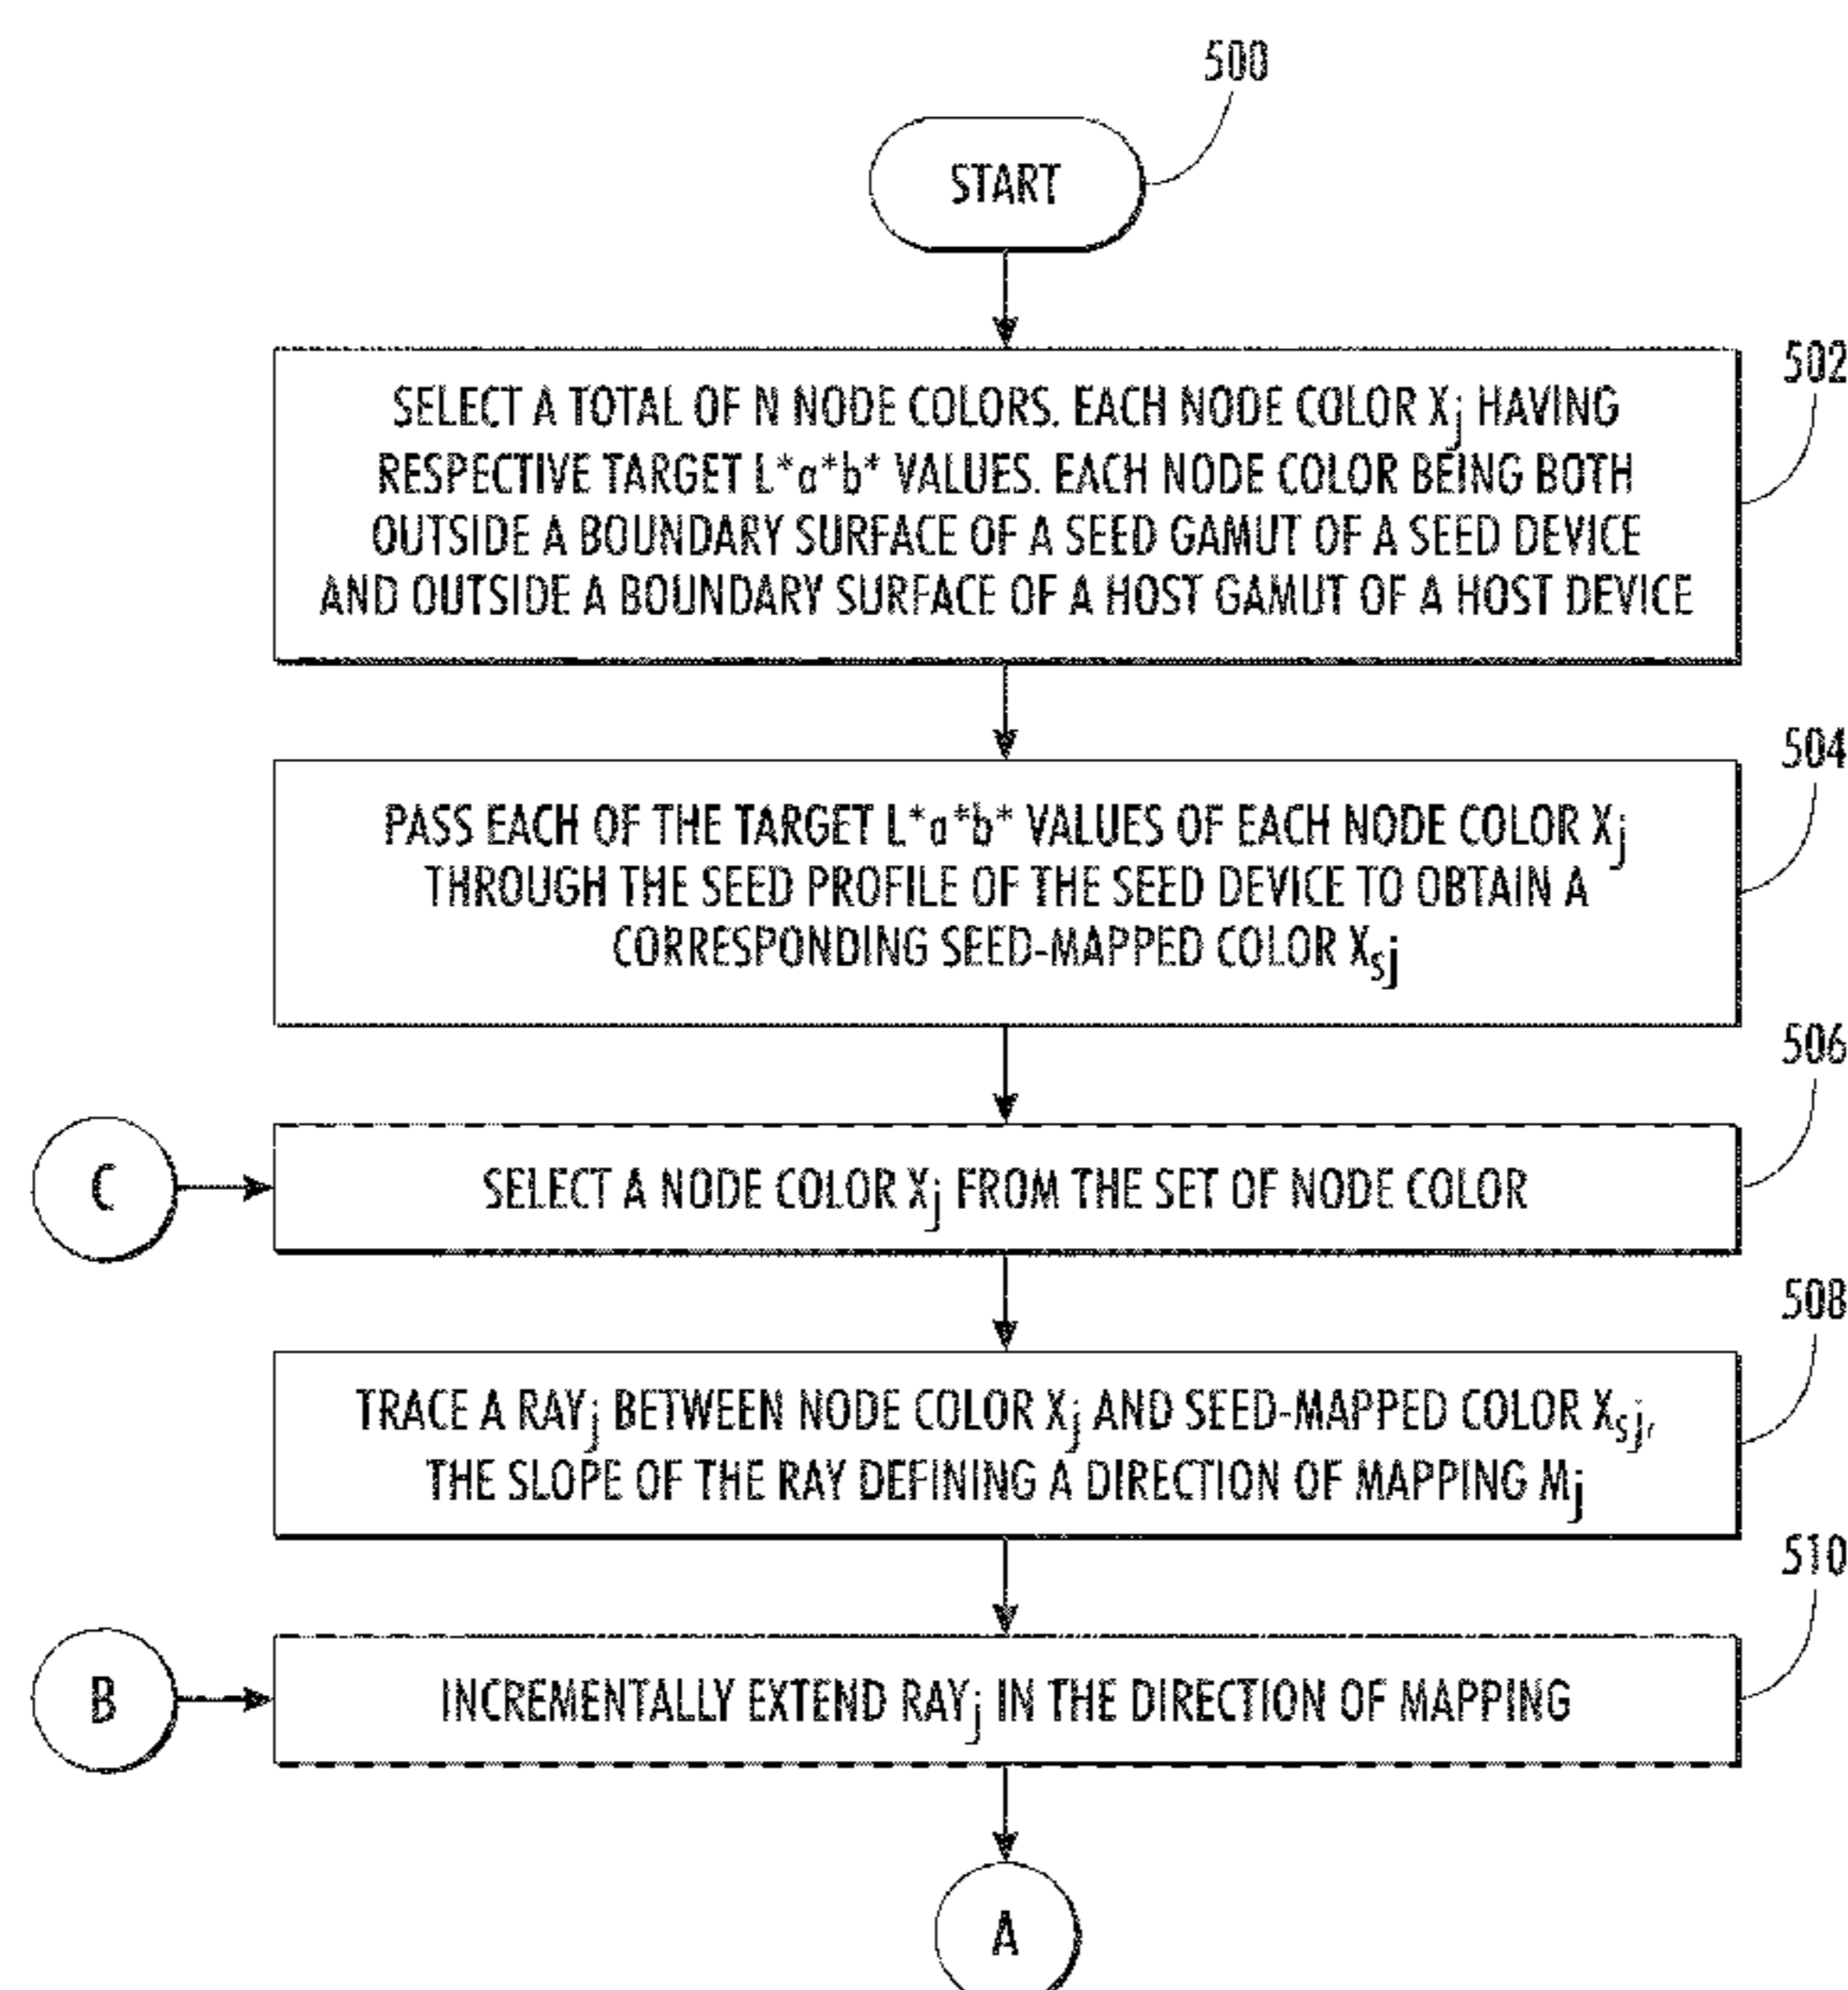 500
START
502
SELECT A TOTAL OF N NODE COLORS. EACH NODE COLOR Xj HAVING
RESPECTIVE TARGET L*a*b* VALUES. EACH NODE COLOR BEING BOTH
OUTSIDE A BOUNDARY SURFACE OF A SEED GAMUT OF A SEED DEVICE
AND OUTSIDE A BOUNDARY SURFACE OF A HOST GAMUT OF A HOST DEVICE
504
PASS EACH OF THE TARGET L*a*b* VALUES OF EACH NODE COLOR Xj
THROUGH THE SEED PROFILE OF THE SEED DEVICE TO OBTAIN A
CORRESPONDING SEED-MAPPED COLOR Xsj
506
C
SELECT A NODE COLOR Xj FROM THE SET OF NODE COLOR
508
TRACE A RAYj BETWEEN NODE COLOR Xj AND SEED-MAPPED COLOR Xsj,
THE SLOPE OF THE RAY DEFINING A DIRECTION OF MAPPING Mj
510
B
INCREMENTALLY EXTEND RAYj IN THE DIRECTION OF MAPPING
A